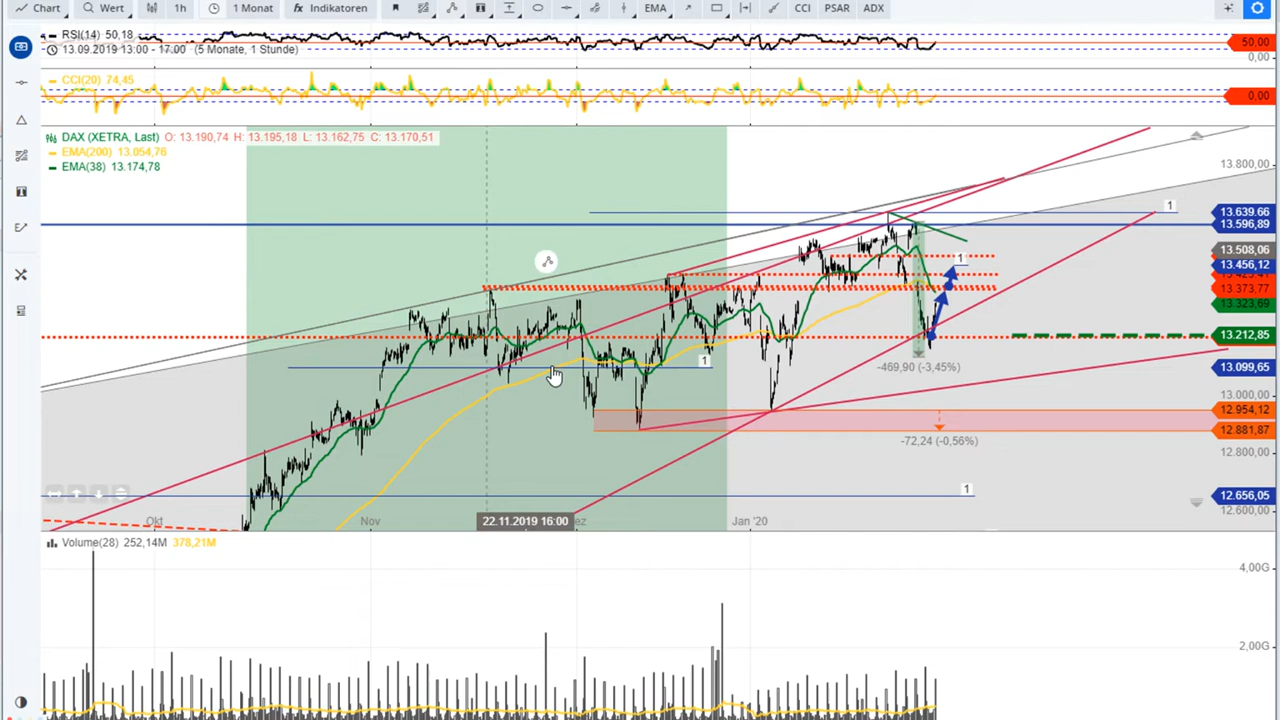 Chart Wert 1h 1 Monat fx Indikatoren EMA CCI PSAR ADX
RSI(14) 50,18
13.09.2019 13:00 - 17:00 (5 Monate, 1 Stunde)
50,00
0,00
CCI(20) 74,45
0,00
DAX (XETRA, Last) O: 13.190,74 H: 13.195,18 L: 13.162,75 C: 13.170,51
EMA(200) 13.054,76
EMA(38) 13.174,78
13.800,00
1
13.639,66
13.596,89
13.508,06
1
13.456,12
13.373,77
13.323,69
13.212,85
1
-469,90 (-3,45%)
13.099,65
13.000,00
12.954,12
12.881,87
-72,24 (-0,56%)
12.800,00
1
12.656,05
12.600,00
Okt Nov 22.11.2019 16:00 ez Jan '20
Volume(28) 252,14M 378,21M
4,00G
2,00G